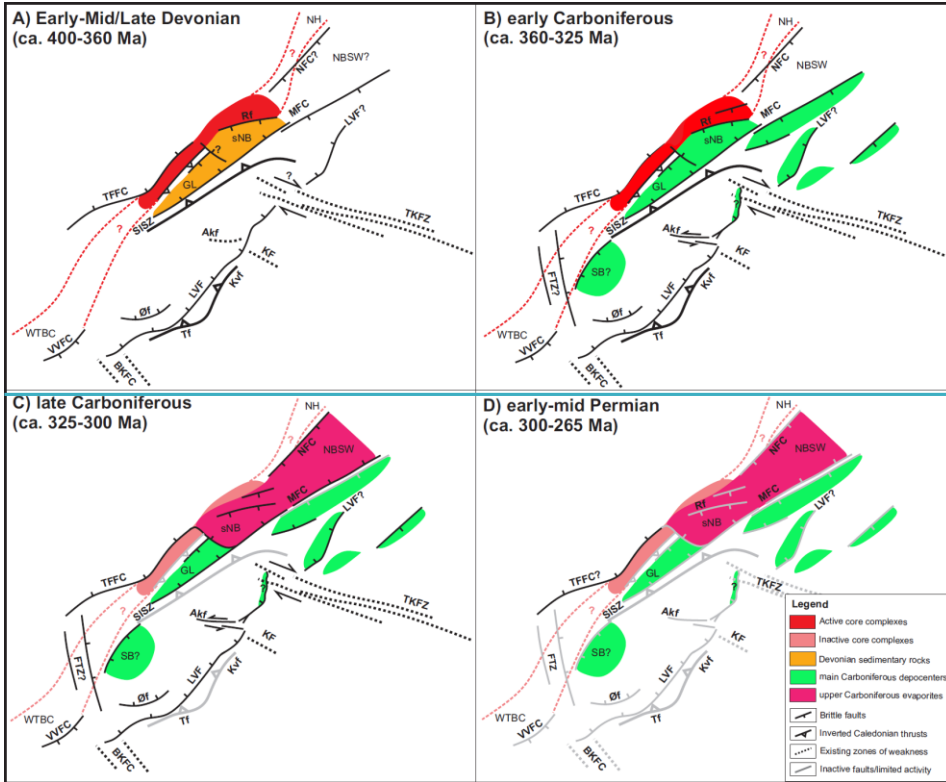 A) Early-Mid/Late Devonian
(ca. 400-360 Ma)
NH
?
NFC?
NBSW?
Rf
MFC
sNB
LVF?
?
GL
TFFC
?
?
SISZ
TKFZ
Akf
KF
LVF
Kvf
Øf
WTBC
Tf
VVFC
BKFC
B) early Carboniferous
(ca. 360-325 Ma)
NH
?
NFC
NBSW
Rf
MFC
sNB
LVF?
GL
TFFC
?
?
SISZ
TKFZ
Akf
KF
SB?
FTZ?
LVF
Kvf
Øf
WTBC
Tf
VVFC
BKFC
C) late Carboniferous
(ca. 325-300 Ma)
NH
?
NFC
NBSW
MFC
sNB
LVF?
GL
TFFC
?
?
SISZ
TKFZ
Akf
KF
SB?
FTZ?
LVF
Kvf
Øf
WTBC
Tf
VVFC
BKFC
D) early-mid Permian
(ca. 300-265 Ma)
NH
?
NFC
NBSW
Rf
MFC
sNB
LVF?
GL
TFFC?
?
?
SISZ
TKFZ
Akf
KF
SB?
FTZ
LVF
Kvf
Øf
WTBC
Tf
VVFC
BKFC
Legend
Active core complexes
Inactive core complexes
Devonian sedimentary rocks
main Carboniferous depocenters
upper Carboniferous evaporites
Brittle faults
Inverted Caledonian thrusts
Existing zones of weakness
Inactive faults/limited activity